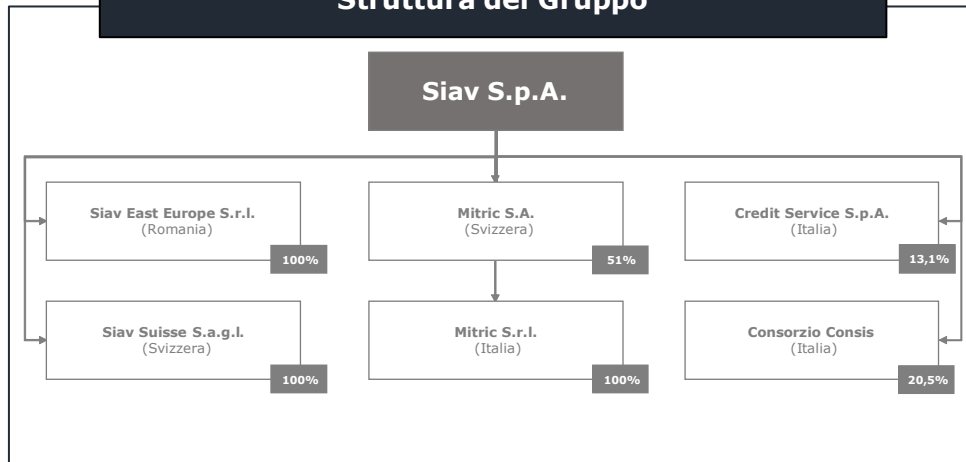 Struttura del Gruppo
Siav S.p.A.
Siav East Europe S.r.l.
(Romania)
100%
Mitric S.A.
(Svizzera)
51%
Credit Service S.p.A.
(Italia)
13,1%
Siav Suisse S.a.g.l.
(Svizzera)
100%
Mitric S.r.l.
(Italia)
100%
Consorzio Consis
(Italia)
20,5%